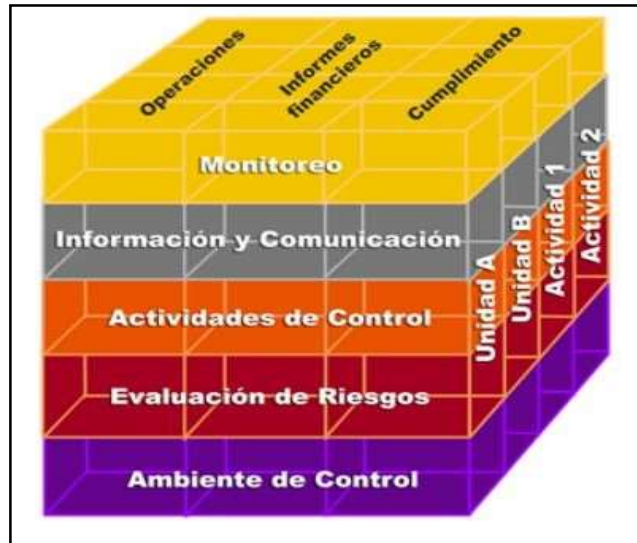 Operaciones
Informes
financieros
Cumplimiento
Monitoreo
Información y Comunicación
Actividades de Control
Evaluación de Riesgos
Ambiente de Control
Unidad A
Unidad B
Actividad 1
Actividad 2